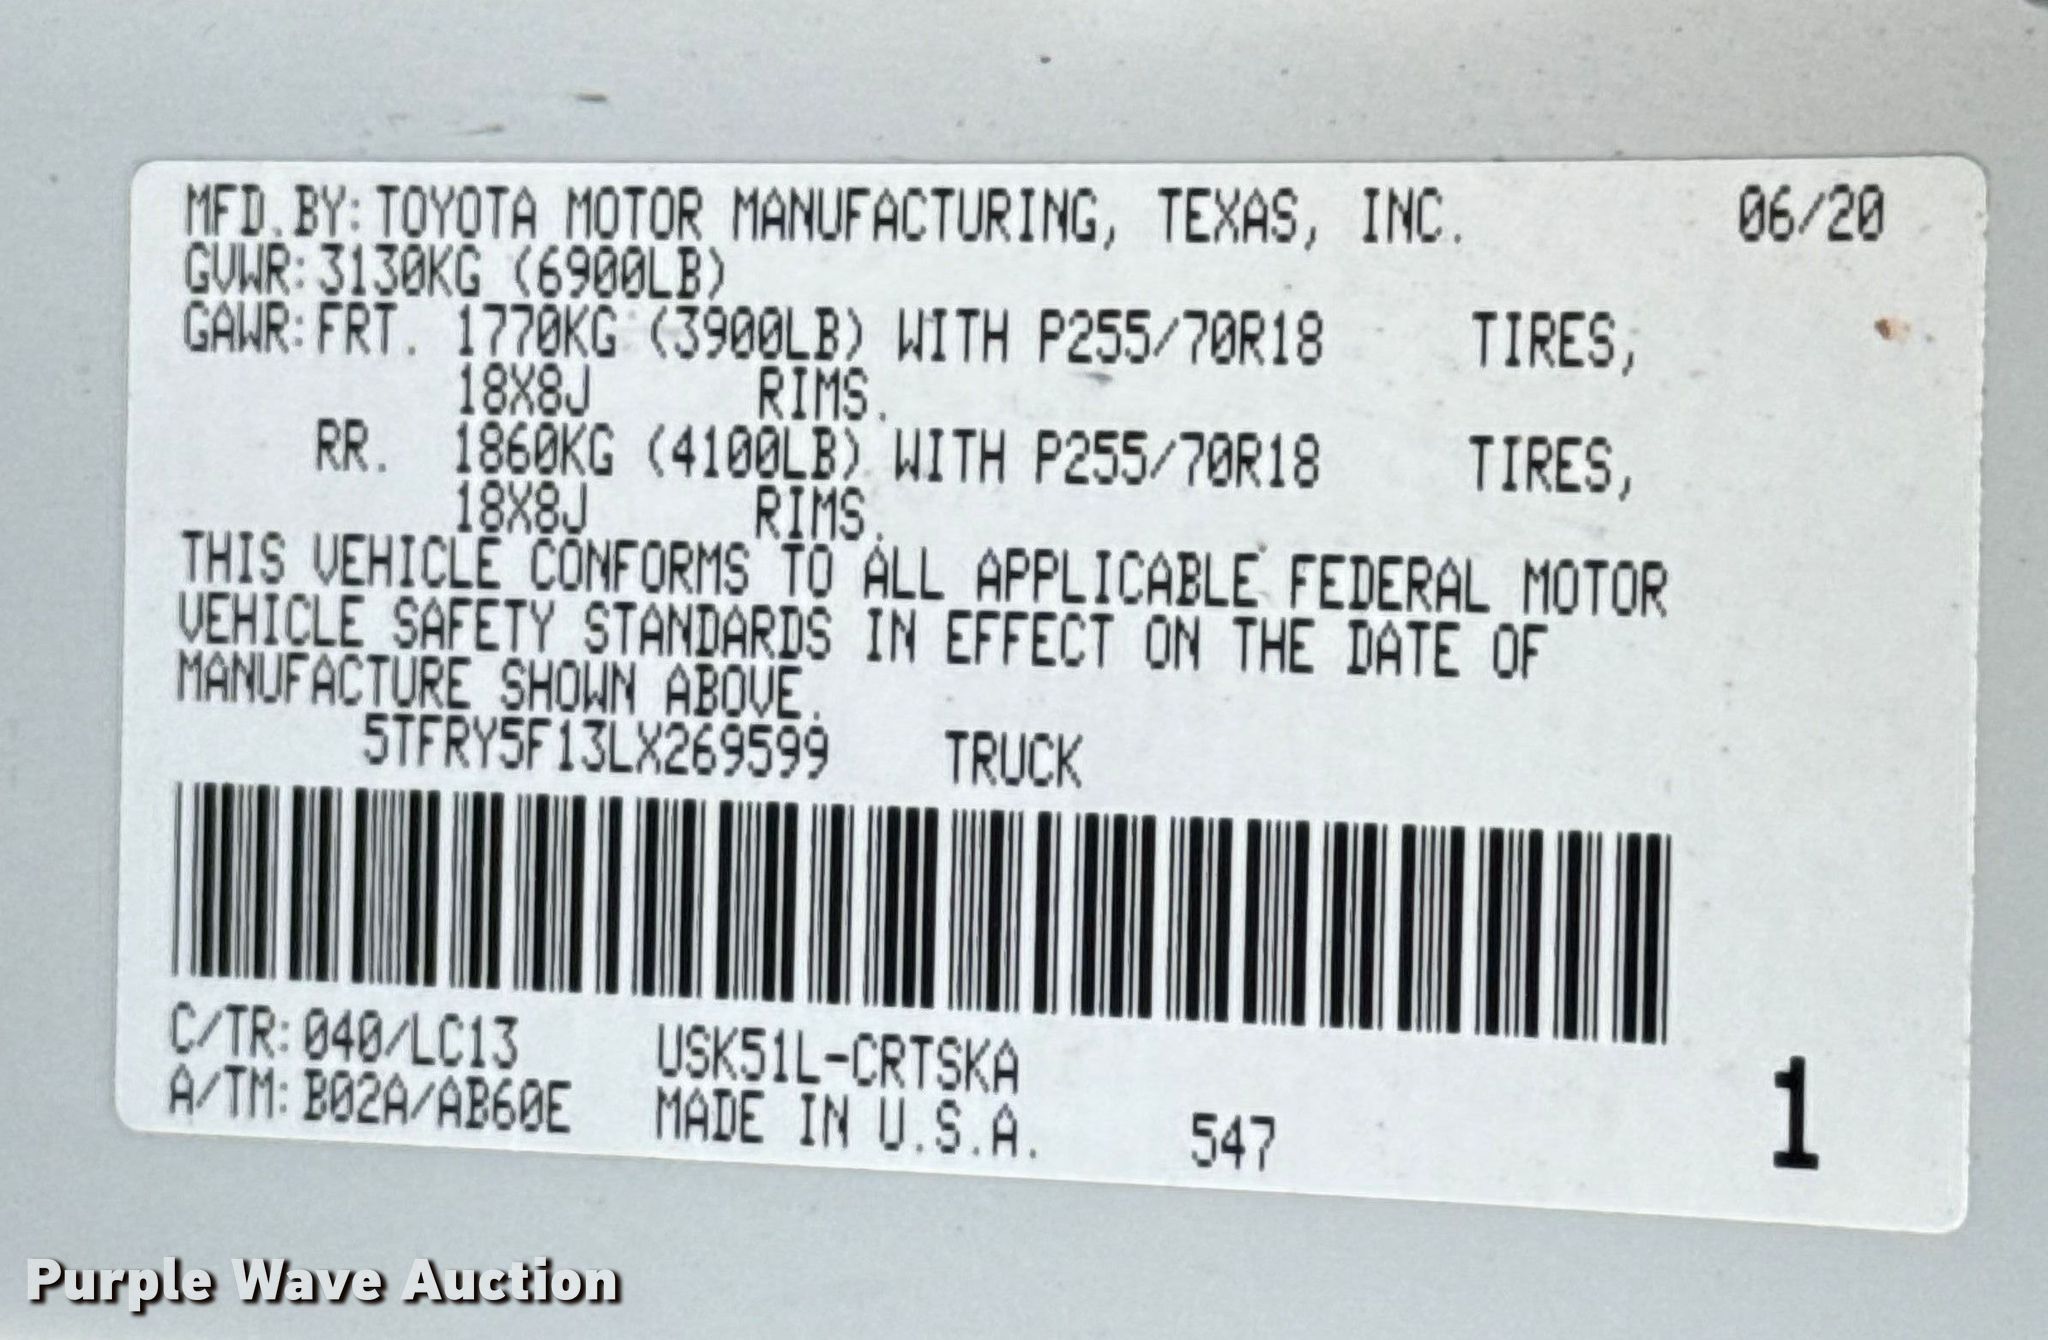 MFD.BY: TOYOTA MOTOR MANUFACTURING, TEXAS, INC. 06/20
GVWR: 3130KG (6900LB)
GAWR: FRT. 1770KG (3900LB) WITH P255/70R18 TIRES,
18X8J RIMS.
RR. 1860KG (4100LB) WITH P255/70R18 TIRES,
18X8J RIMS.
THIS VEHICLE CONFORMS TO ALL APPLICABLE FEDERAL MOTOR
VEHICLE SAFETY STANDARDS IN EFFECT ON THE DATE OF
MANUFACTURE SHOWN ABOVE.
5TFRY5F13LX269599 TRUCK
C/TR: 040/LC13 USK51L-CRTSKA
A/TM: B02A/AB60E MADE IN U.S.A. 547 1
Purple Wave Auction